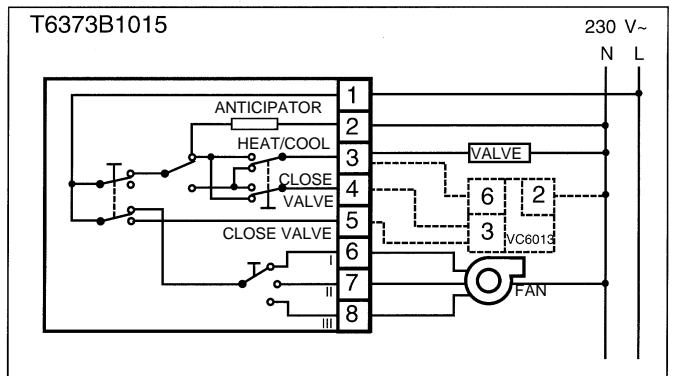 T6373B1015
230 V~
N L
1
ANTICIPATOR
2
HEAT/COOL
3
VALVE
CLOSE
VALVE
4
6 2
3
VC6013
5
CLOSE VALVE
6
I
7
II
FAN
8
III